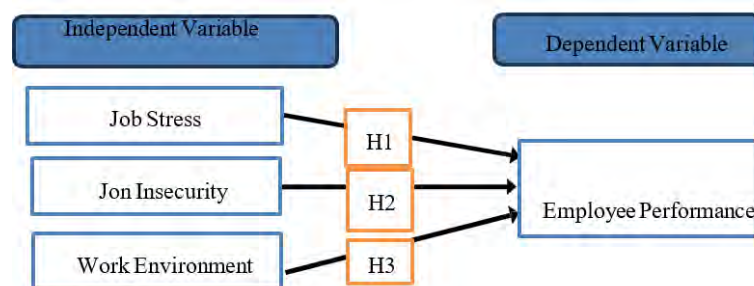 Independent Variable
Dependent Variable
Job Stress
H1
Jon Insecurity
H2
Employee Performance
Work Environment
H3